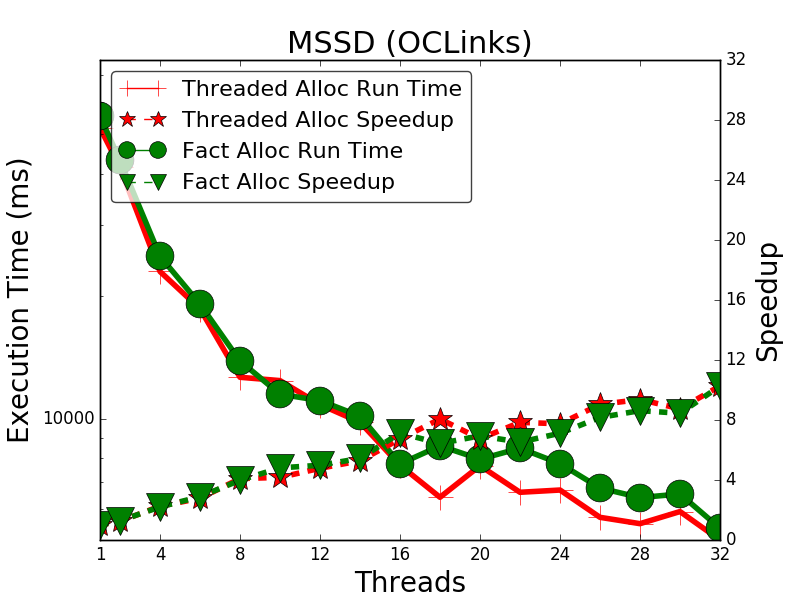 MSSD (OCLinks)
Threaded Alloc Run Time
Threaded Alloc Speedup
Fact Alloc Run Time
Fact Alloc Speedup
Execution Time (ms)
10000
Speedup
32
28
24
20
16
12
8
4
0
1 4 8 12 16 20 24 28 32
Threads